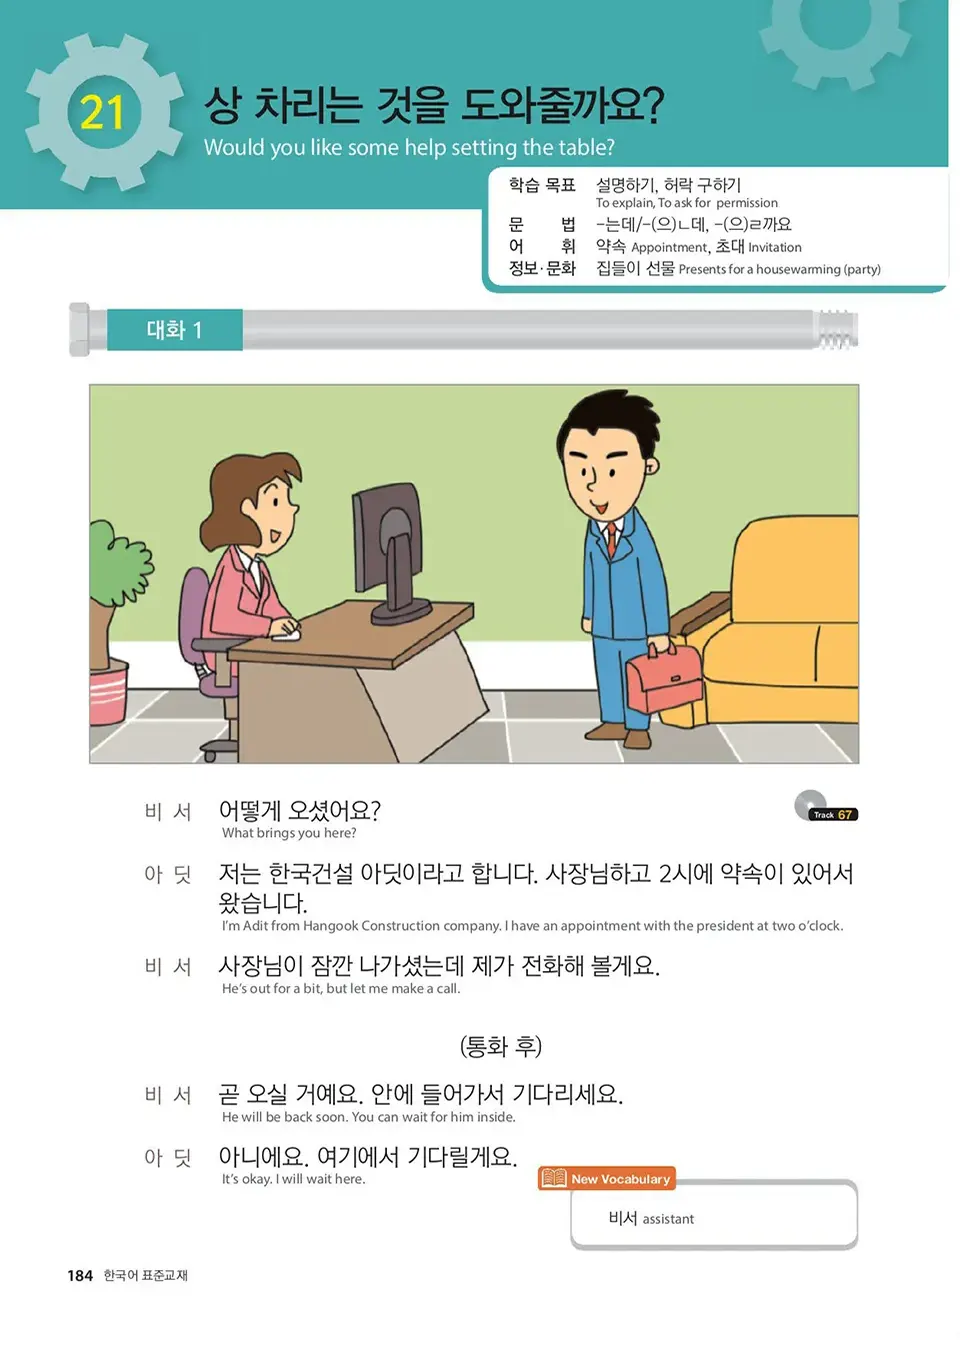 21
상 차리는 것을 도와줄까요?
Would you like some help setting the table?
학습 목표 설명하기, 허락 구하기
To explain, To ask for permission
문 법 -는데/-(으)ㄴ데, -(으)ㄹ까요
어 휘 약속 Appointment, 초대 Invitation
정보·문화 집들이 선물 Presents for a housewarming (party)
대화 1
비 서 어떻게 오셨어요?
What brings you here?
Track 67
아 딧 저는 한국건설 아딧이라고 합니다. 사장님하고 2시에 약속이 있어서
왔습니다.
I'm Adit from Hangook Construction company. I have an appointment with the president at two o'clock.
비 서 사장님이 잠깐 나가셨는데 제가 전화해 볼게요.
He's out for a bit, but let me make a call.
(통화 후)
비 서 곧 오실 거예요. 안에 들어가서 기다리세요.
He will be back soon. You can wait for him inside.
아 딧 아니에요. 여기에서 기다릴게요.
It's okay. I will wait here.
New Vocabulary
비서 assistant
184 한국어 표준교재